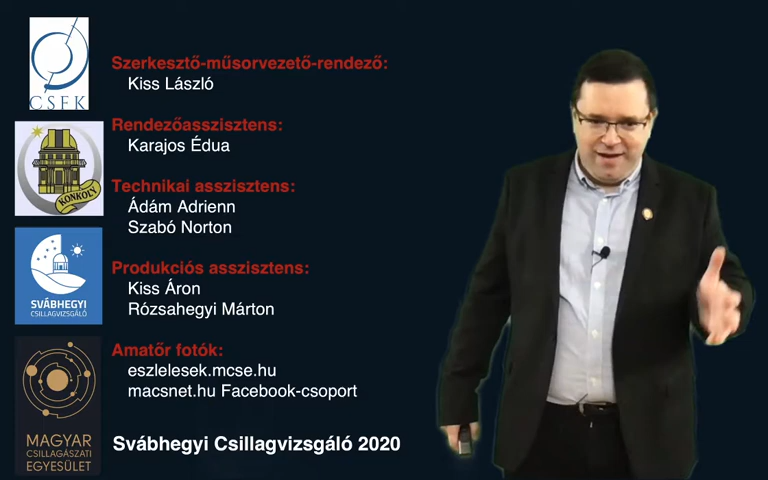 CSFK
KONKOLY
SVÁBHEGYI
CSILLAGVIZSGÁLÓ
MAGYAR
CSILLAGÁSZATI
EGYESÜLET
Szerkesztő-műsorvezető-rendező:
Kiss László
Rendezőasszisztens:
Karajos Édua
Technikai asszisztens:
Ádám Adrienn
Szabó Norton
Produkciós asszisztens:
Kiss Áron
Rózsahegyi Márton
Amatőr fotók:
eszlelesek.mcse.hu
macsnet.hu Facebook-csoport
Svábhegyi Csillagvizsgáló 2020